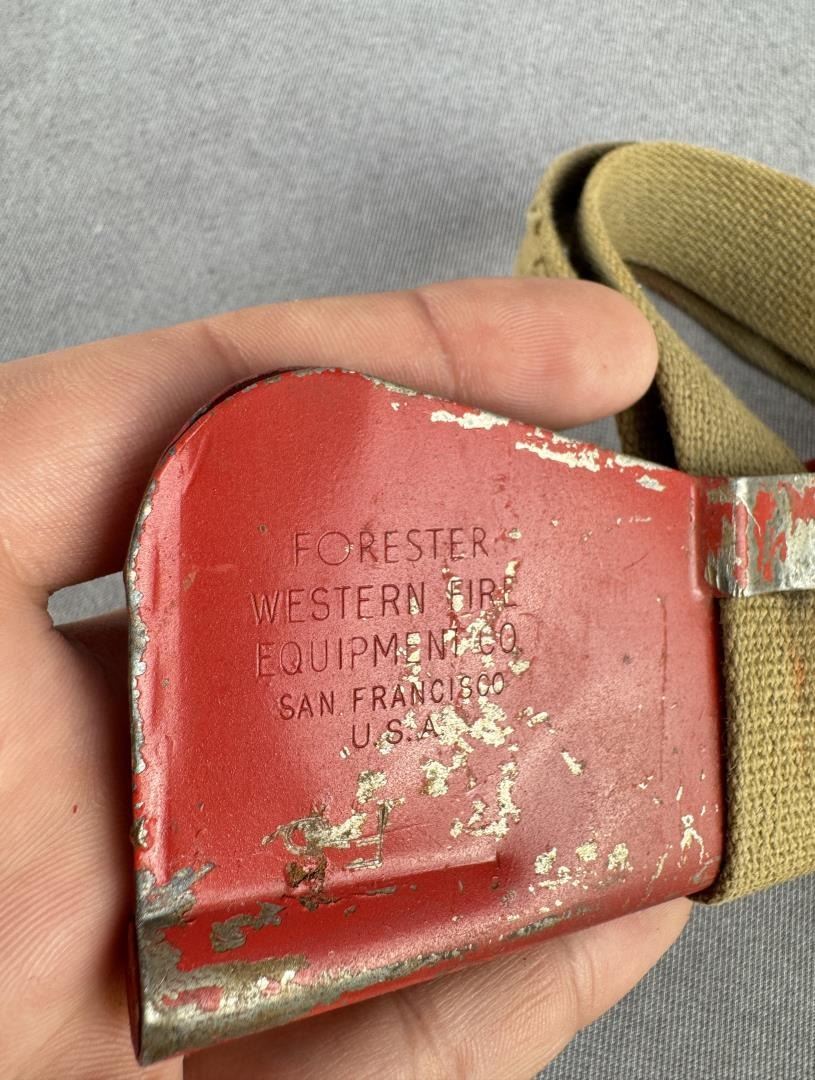 FORESTER
WESTERN FIRE
EQUIPMENT CO.
SAN FRANCISCO
U.S.A.